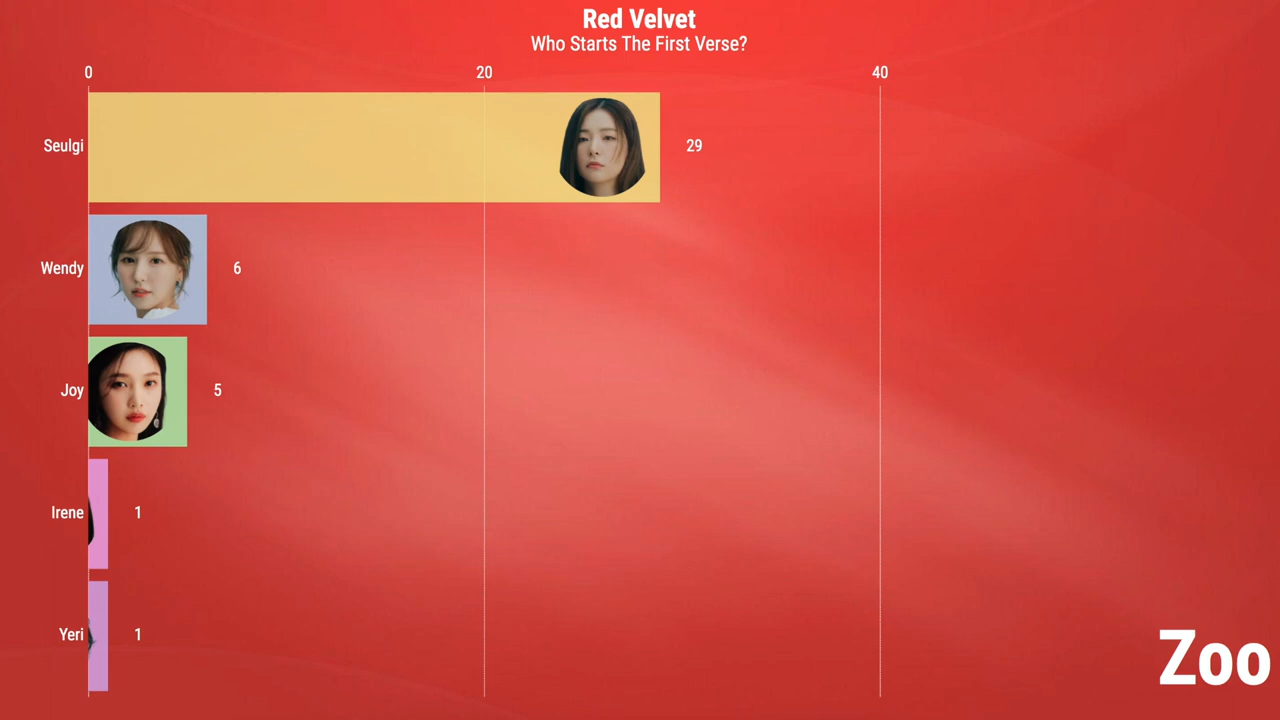 Red Velvet
Who Starts The First Verse?
0 20 40
Seulgi 29
Wendy 6
Joy 5
Irene 1
Yeri 1
Zoo